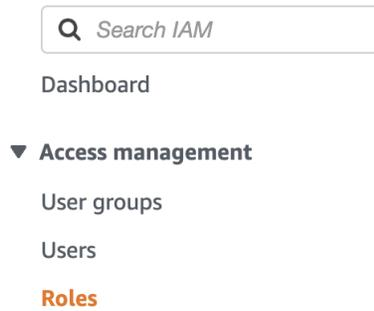 Search IAM
Dashboard
Access management
User groups
Users
Roles